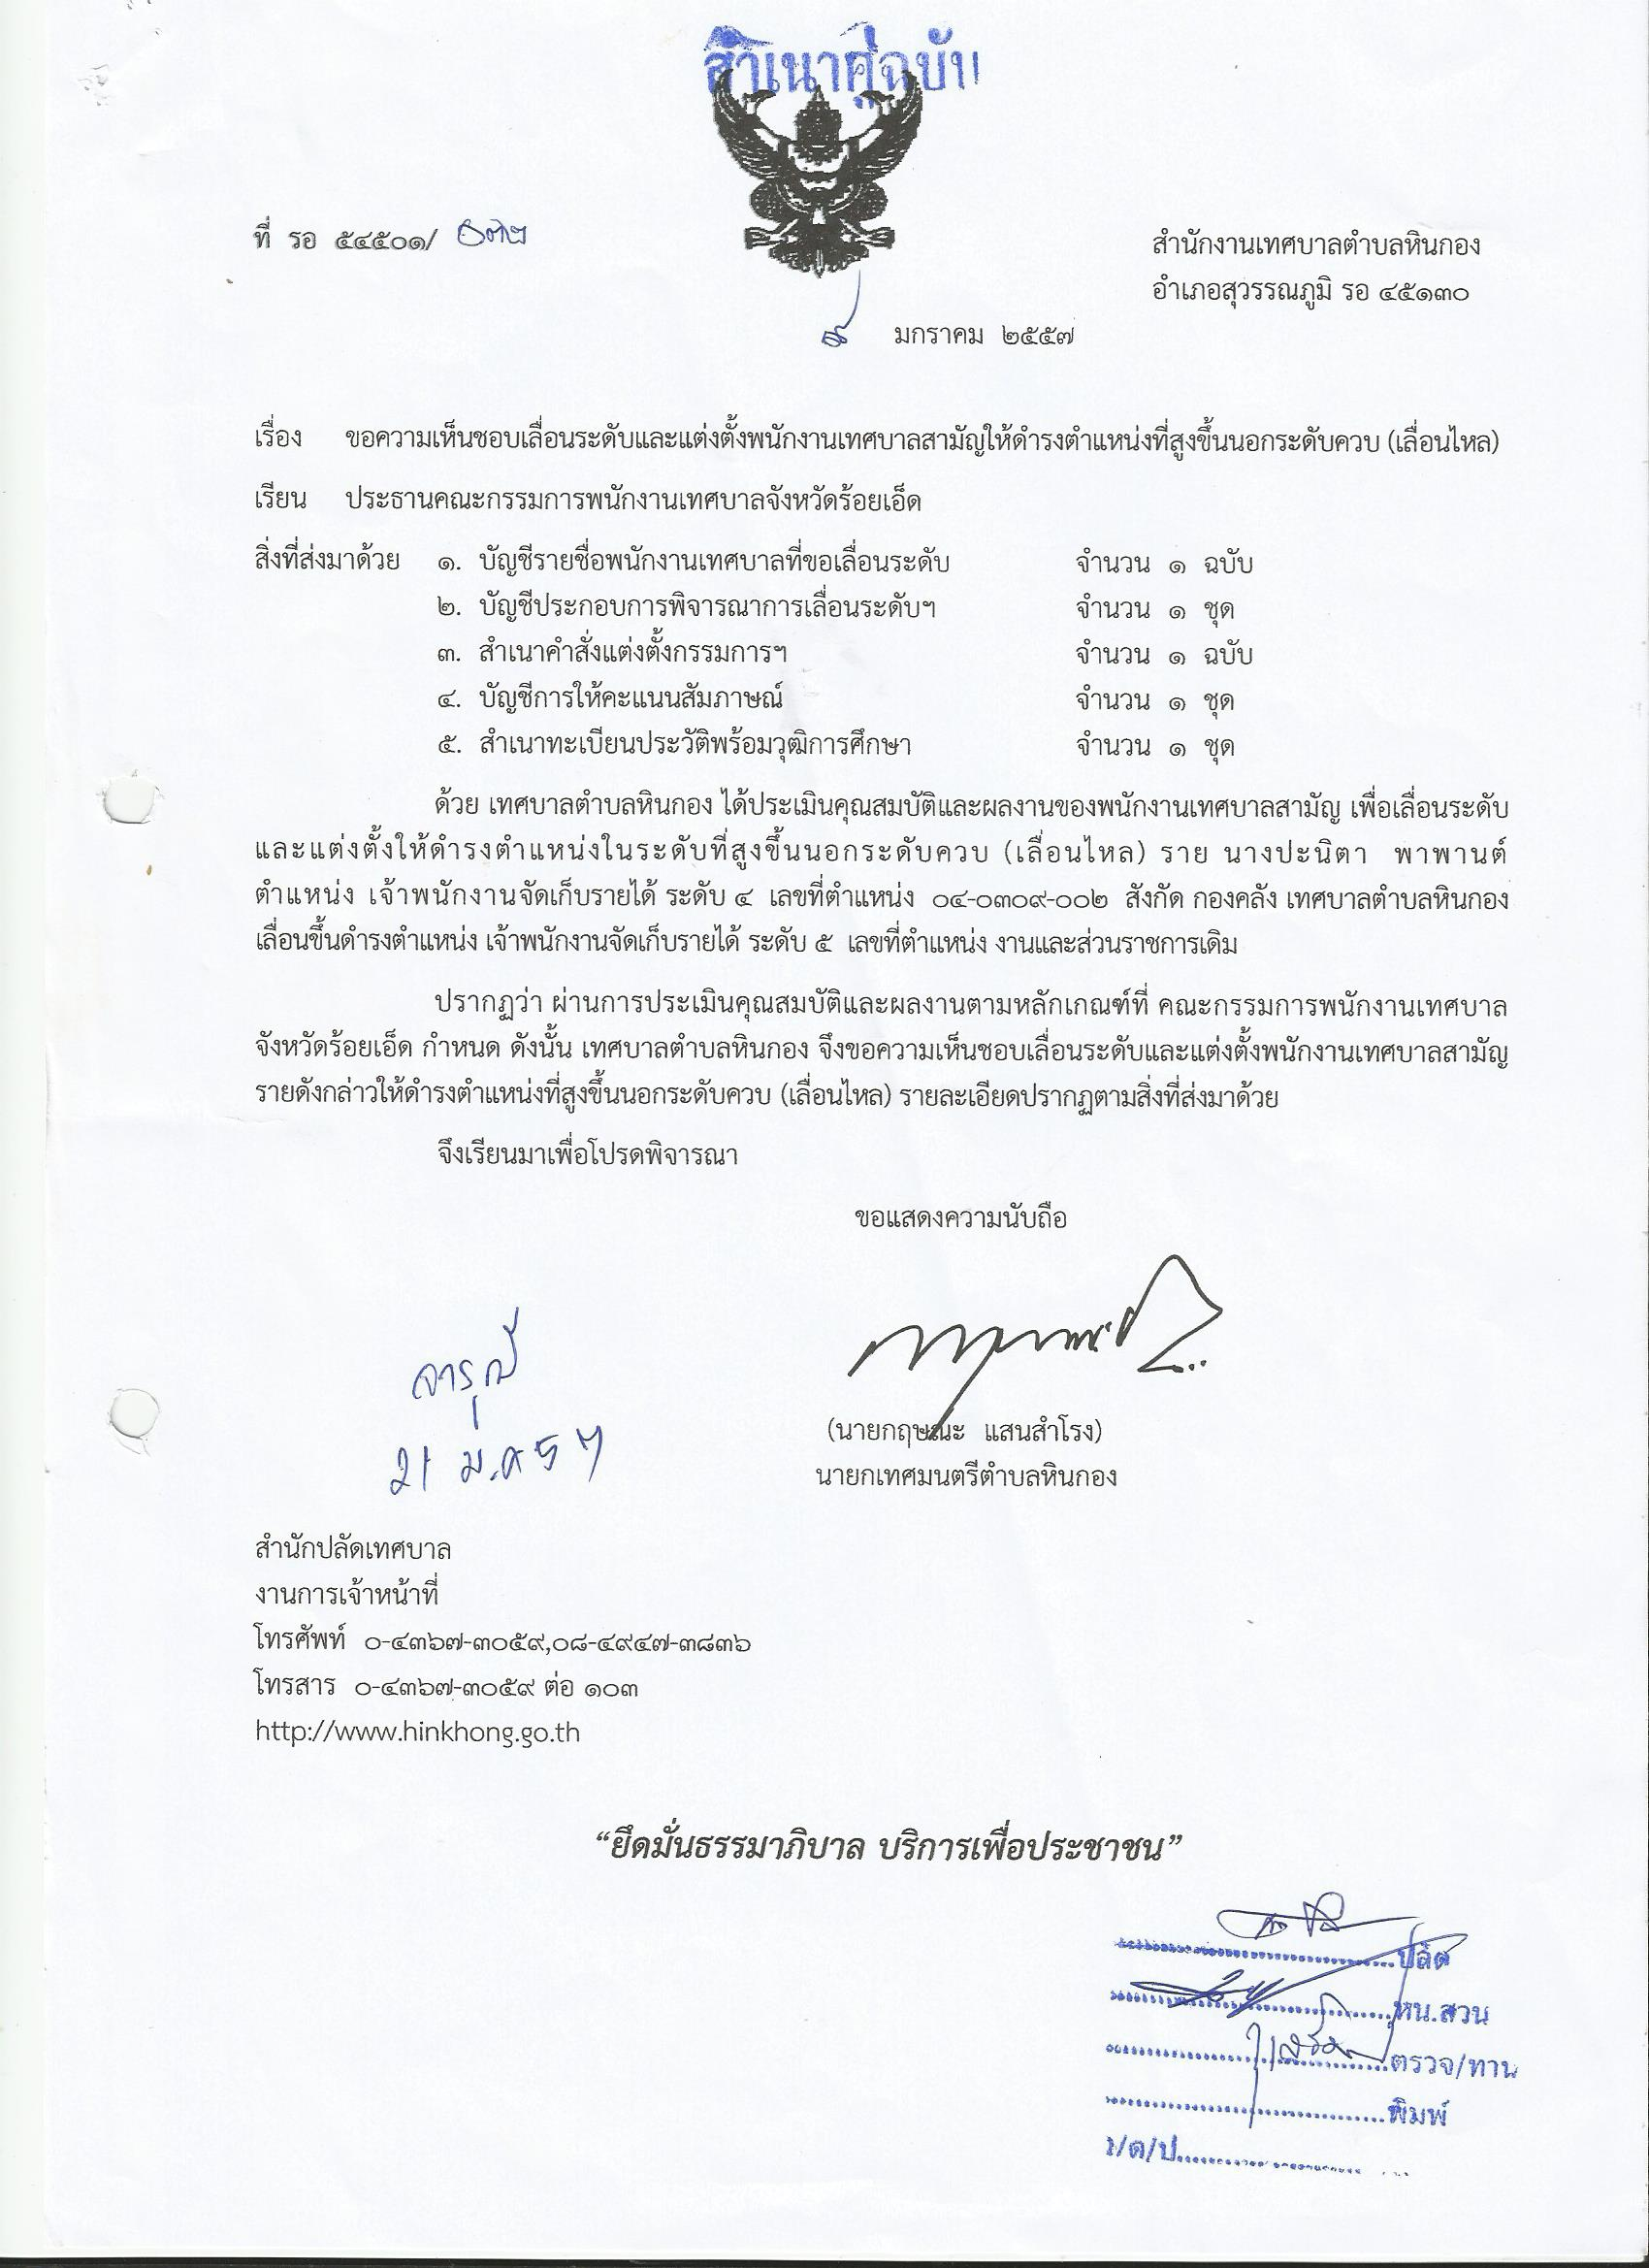 สำเนาคู่ฉบับ
ที่ รอ ๕๔๕๐๑/
สำนักงานเทศบาลตำบลหินกอง
อำเภอสุวรรณภูมิ รอ ๔๕๑๓๐
มกราคม ๒๕๕๗
เรื่อง ขอความเห็นชอบเลื่อนระดับและแต่งตั้งพนักงานเทศบาลสามัญให้ดำรงตำแหน่งที่สูงขึ้นนอกระดับควบ (เลื่อนไหล)
เรียน ประธานคณะกรรมการพนักงานเทศบาลจังหวัดร้อยเอ็ด
สิ่งที่ส่งมาด้วย ๑. บัญชีรายชื่อพนักงานเทศบาลที่ขอเลื่อนระดับ จำนวน ๑ ฉบับ
๒. บัญชีประกอบการพิจารณาการเลื่อนระดับฯ จำนวน ๑ ชุด
๓. สำเนาคำสั่งแต่งตั้งกรรมการฯ จำนวน ๑ ฉบับ
๔. บัญชีการให้คะแนนสัมภาษณ์ จำนวน ๑ ชุด
๕. สำเนาทะเบียนประวัติพร้อมวุฒิการศึกษา จำนวน ๑ ชุด
ด้วย เทศบาลตำบลหินกอง ได้ประเมินคุณสมบัติและผลงานของพนักงานเทศบาลสามัญ เพื่อเลื่อนระดับ
และแต่งตั้งให้ดำรงตำแหน่งในระดับที่สูงขึ้นนอกระดับควบ (เลื่อนไหล) ราย นางปะนิตา พาพานต์
ตำแหน่ง เจ้าพนักงานจัดเก็บรายได้ ระดับ ๔ เลขที่ตำแหน่ง ๐๔-๐๓๐๙-๐๐๒ สังกัด กองคลัง เทศบาลตำบลหินกอง
เลื่อนขึ้นดำรงตำแหน่ง เจ้าพนักงานจัดเก็บรายได้ ระดับ ๕ เลขที่ตำแหน่ง งานและส่วนราชการเดิม
ปรากฏว่า ผ่านการประเมินคุณสมบัติและผลงานตามหลักเกณฑ์ที่ คณะกรรมการพนักงานเทศบาล
จังหวัดร้อยเอ็ด กำหนด ดังนั้น เทศบาลตำบลหินกอง จึงขอความเห็นชอบเลื่อนระดับและแต่งตั้งพนักงานเทศบาลสามัญ
รายดังกล่าวให้ดำรงตำแหน่งที่สูงขึ้นนอกระดับควบ (เลื่อนไหล) รายละเอียดปรากฏตามสิ่งที่ส่งมาด้วย
จึงเรียนมาเพื่อโปรดพิจารณา
ขอแสดงความนับถือ
จารุณี
21 ม.ค 57
(นายกฤษณะ แสนสำโรง)
นายกเทศมนตรีตำบลหินกอง
สำนักปลัดเทศบาล
งานการเจ้าหน้าที่
โทรศัพท์ ๐-๔๓๖๗-๓๐๕๙,๐๘-๔๙๔๗-๓๘๓๖
โทรสาร ๐-๔๓๖๗-๓๐๕๙ ต่อ ๑๐๓
http://www.hinkhong.go.th
“ยึดมั่นธรรมาภิบาล บริการเพื่อประชาชน”
ปลัด
หน.สวน
ตรวจ/ทาน
พิมพ์
ว/ด/ป